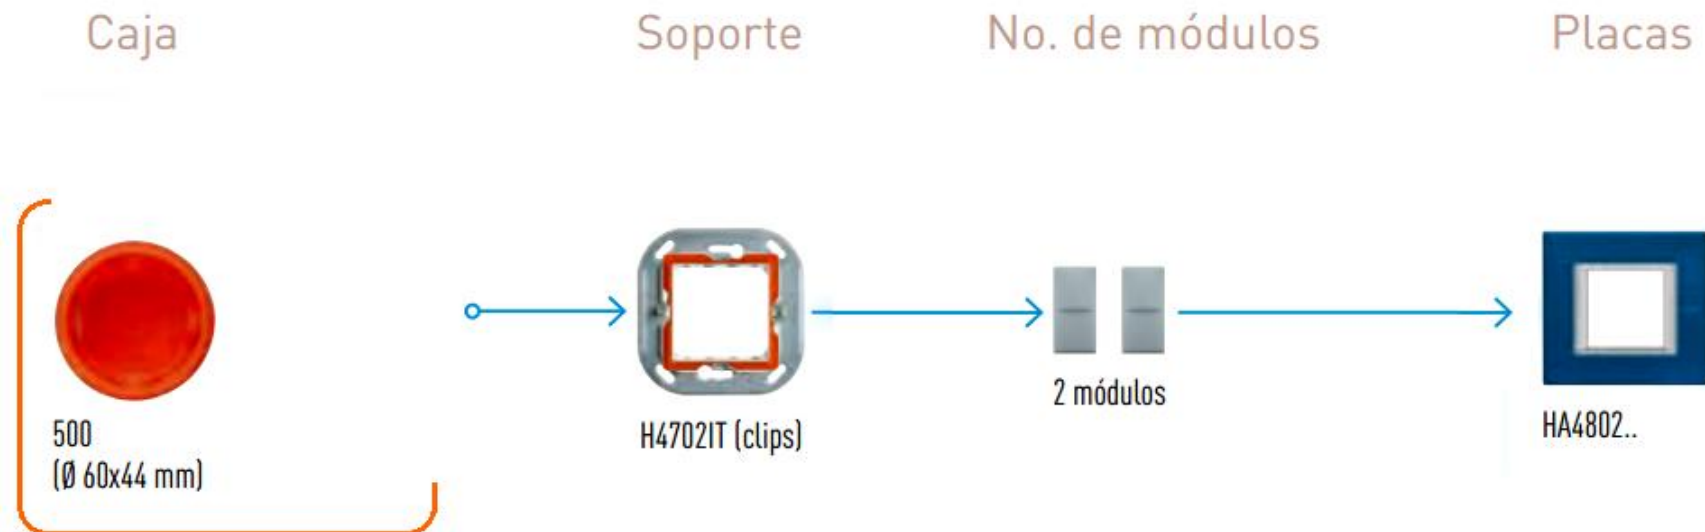 Caja
Soporte
No. de módulos
Placas
500
(Ø 60x44 mm)
H4702IT (clips)
2 módulos
HA4802..